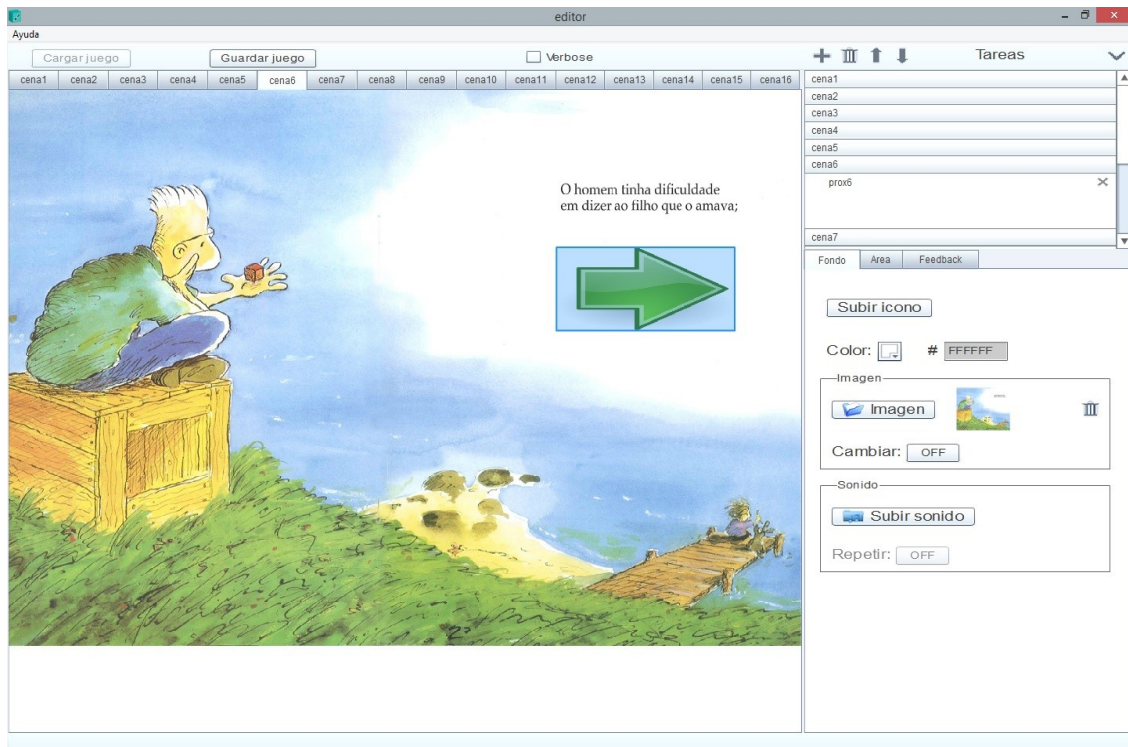 editor
Ayuda
Cargar juego
Guardar juego
Verbose
Tareas
cena1 cena2 cena3 cena4 cena5 cena6 cena7 cena8 cena9 cena10 cena11 cena12 cena13 cena14 cena15 cena16
O homem tinha dificuldade
em dizer ao filho que o amava;
cena1
cena2
cena3
cena4
cena5
cena6
prox6
cena7
Fondo Area Feedback
Subir icono
Color: # FFFFFF
Imagen
Imagen
Cambiar: OFF
Sonido
Subir sonido
Repetir: OFF